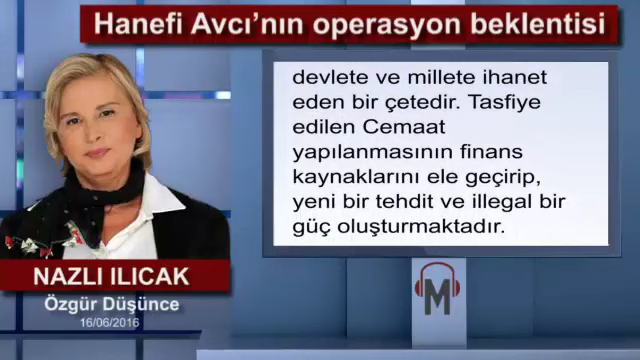 Hanefi Avcı’nın operasyon beklentisi
devlete ve millete ihanet
eden bir çetedir. Tasfiye
edilen Cemaat
yapılanmasının finans
kaynaklarını ele geçirip,
yeni bir tehdit ve illegal bir
güç oluşturmaktadır.
NAZLI ILICAK
Özgür Düşünce
16/06/2016
M